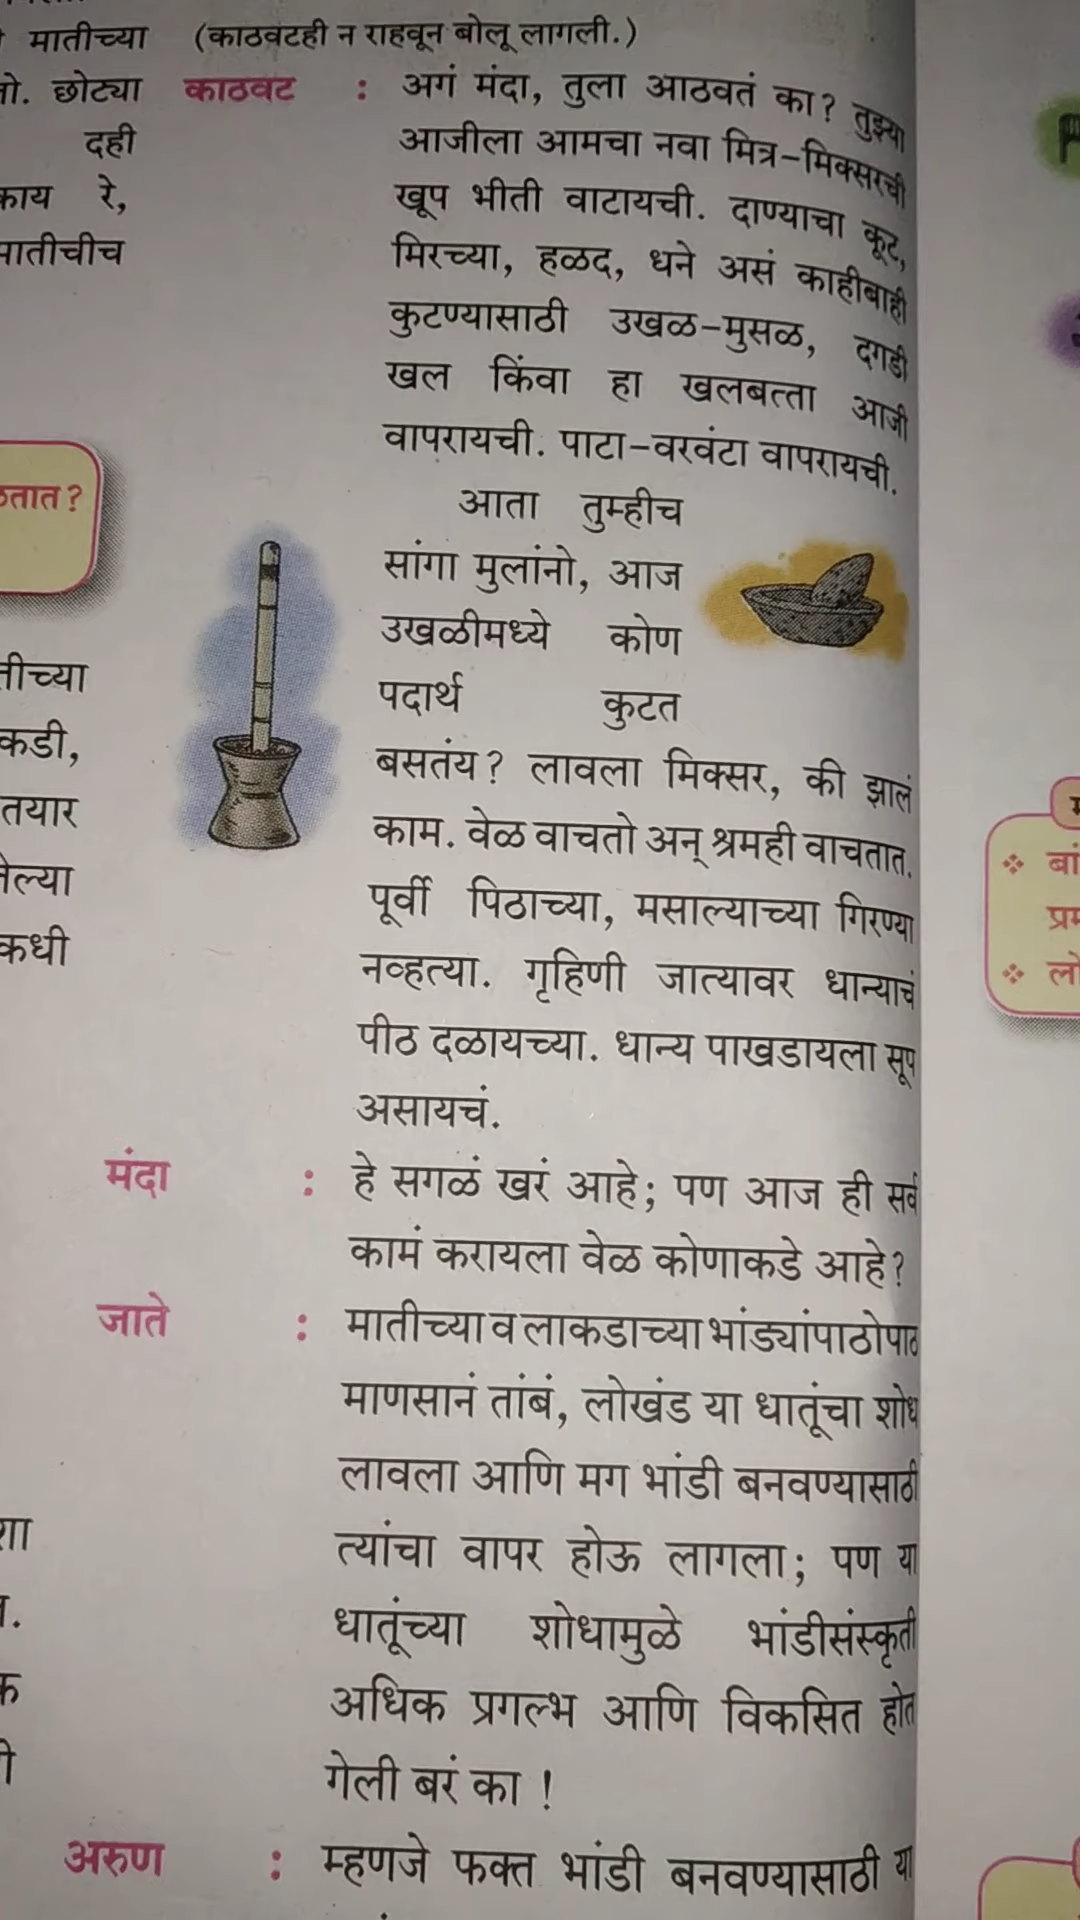 मातीच्या
छोट्या
दही
काय रे,
मातीचीच
तयार
कधी
(काठवटही न राहवून बोलू लागली.)
काठवट : अगं मंदा, तुला आठवतं का? तुझ्या
आजीला आमचा नवा मित्र-मिक्सरची
खूप भीती वाटायची. दाण्याचा कूट,
मिरच्या, हळद, धने असं काहीबाही
कुटण्यासाठी उखळ-मुसळ, दगडी
खल किंवा हा खलबत्ता आजी
वापरायची. पाटा-वरवंटा वापरायची.
आता तुम्हीच
सांगा मुलांनो, आज
उखळीमध्ये कोण
पदार्थ कुटत
बसतंय? लावला मिक्सर, की झालं
काम. वेळ वाचतो अन् श्रमही वाचतात.
पूर्वी पिठाच्या, मसाल्याच्या गिरण्या
नव्हत्या. गृहिणी जात्यावर धान्याचं
पीठ दळायच्या. धान्य पाखडायला सूप
असायचं.
मंदा : हे सगळं खरं आहे; पण आज ही सर्व
कामं करायला वेळ कोणाकडे आहे?
जाते : मातीच्या व लाकडाच्या भांड्यांपाठोपाठ
माणसानं तांबं, लोखंड या धातूंचा शोध
लावला आणि मग भांडी बनवण्यासाठी
त्यांचा वापर होऊ लागला; पण या
धातूंच्या शोधामुळे भांडीसंस्कृती
अधिक प्रगल्भ आणि विकसित होत
गेली बरं का !
अरुण : म्हणजे फक्त भांडी बनवण्यासाठी या